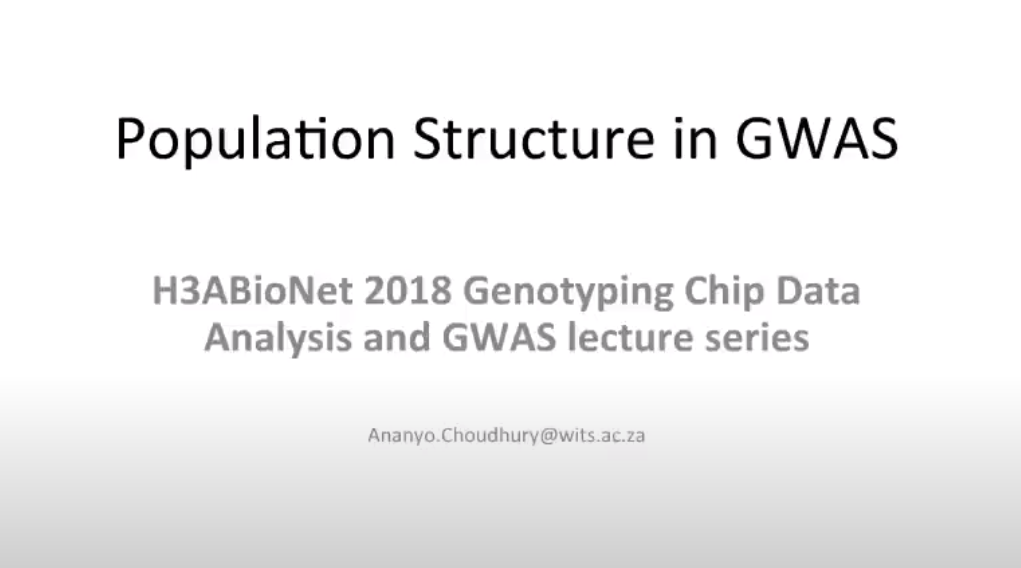 Population Structure in GWAS
H3ABioNet 2018 Genotyping Chip Data
Analysis and GWAS lecture series
Ananyo.Choudhury@wits.ac.za